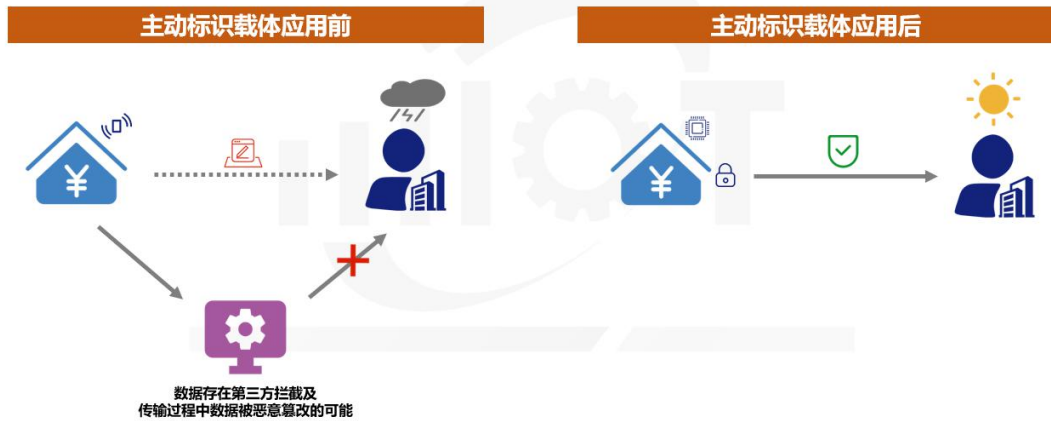 主动标识载体应用前
主动标识载体应用后
¥
¥
数据存在第三方拦截及
传输过程中数据被恶意篡改的可能
IIOT